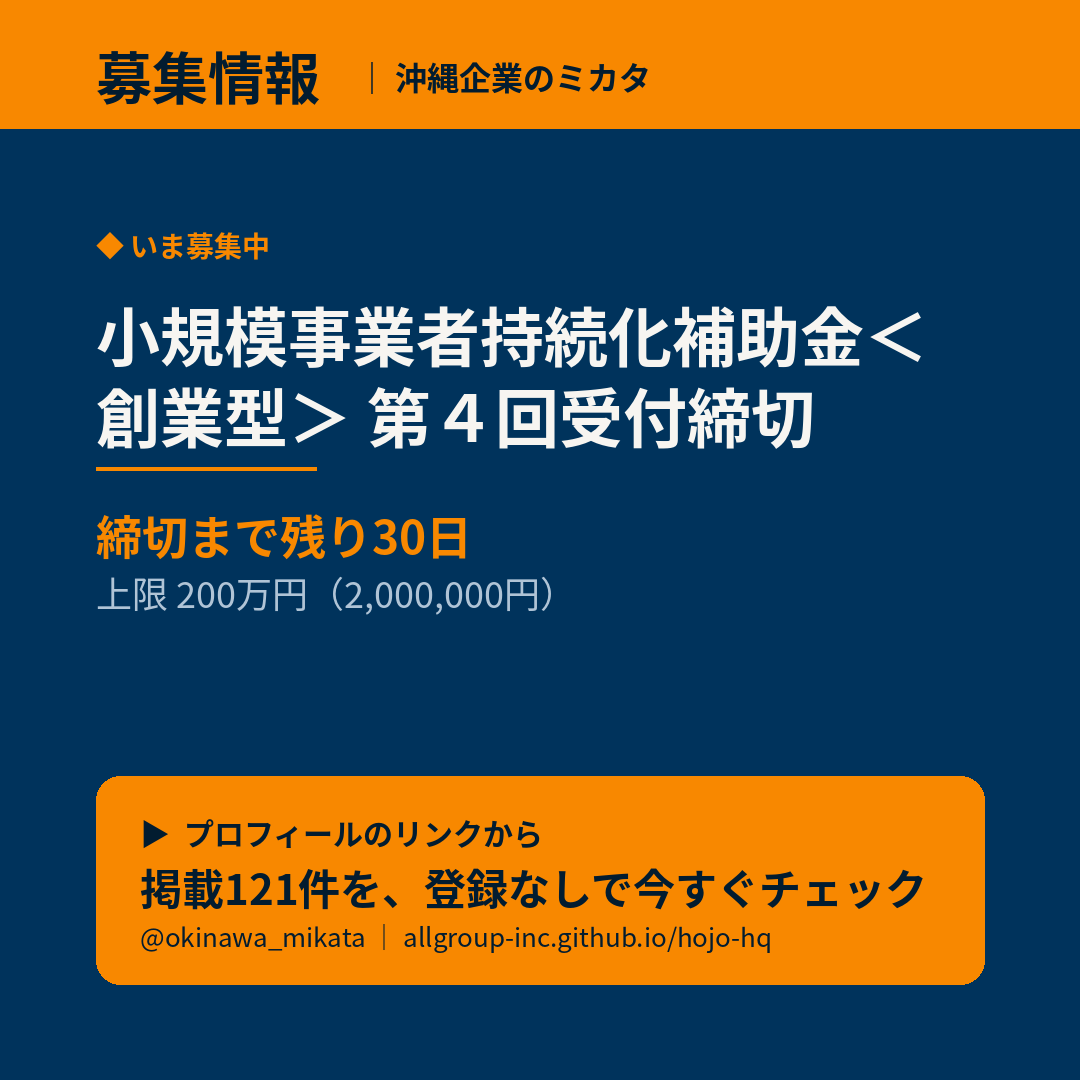 募集情報 ｜ 沖縄企業のミカタ
◆ いま募集中
小規模事業者持続化補助金＜
創業型＞ 第４回受付締切
締切まで残り30日
上限 200万円（2,000,000円）
▶ プロフィールのリンクから
掲載121件を、登録なしで今すぐチェック
@okinawa_mikata ｜ allgroup-inc.github.io/hojo-hq